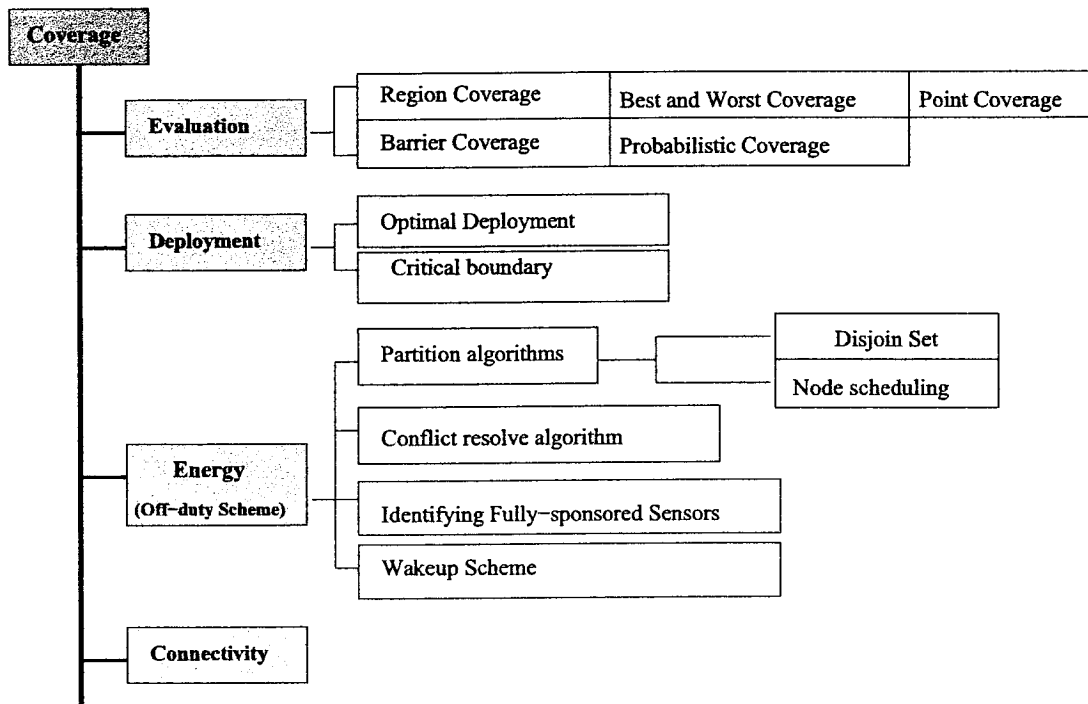 Coverage
Evaluation
Region Coverage
Best and Worst Coverage
Point Coverage
Barrier Coverage
Probabilistic Coverage
Deployment
Optimal Deployment
Critical boundary
Energy
(Off-duty Scheme)
Partition algorithms
Disjoin Set
Node scheduling
Conflict resolve algorithm
Identifying Fully-sponsored Sensors
Wakeup Scheme
Connectivity